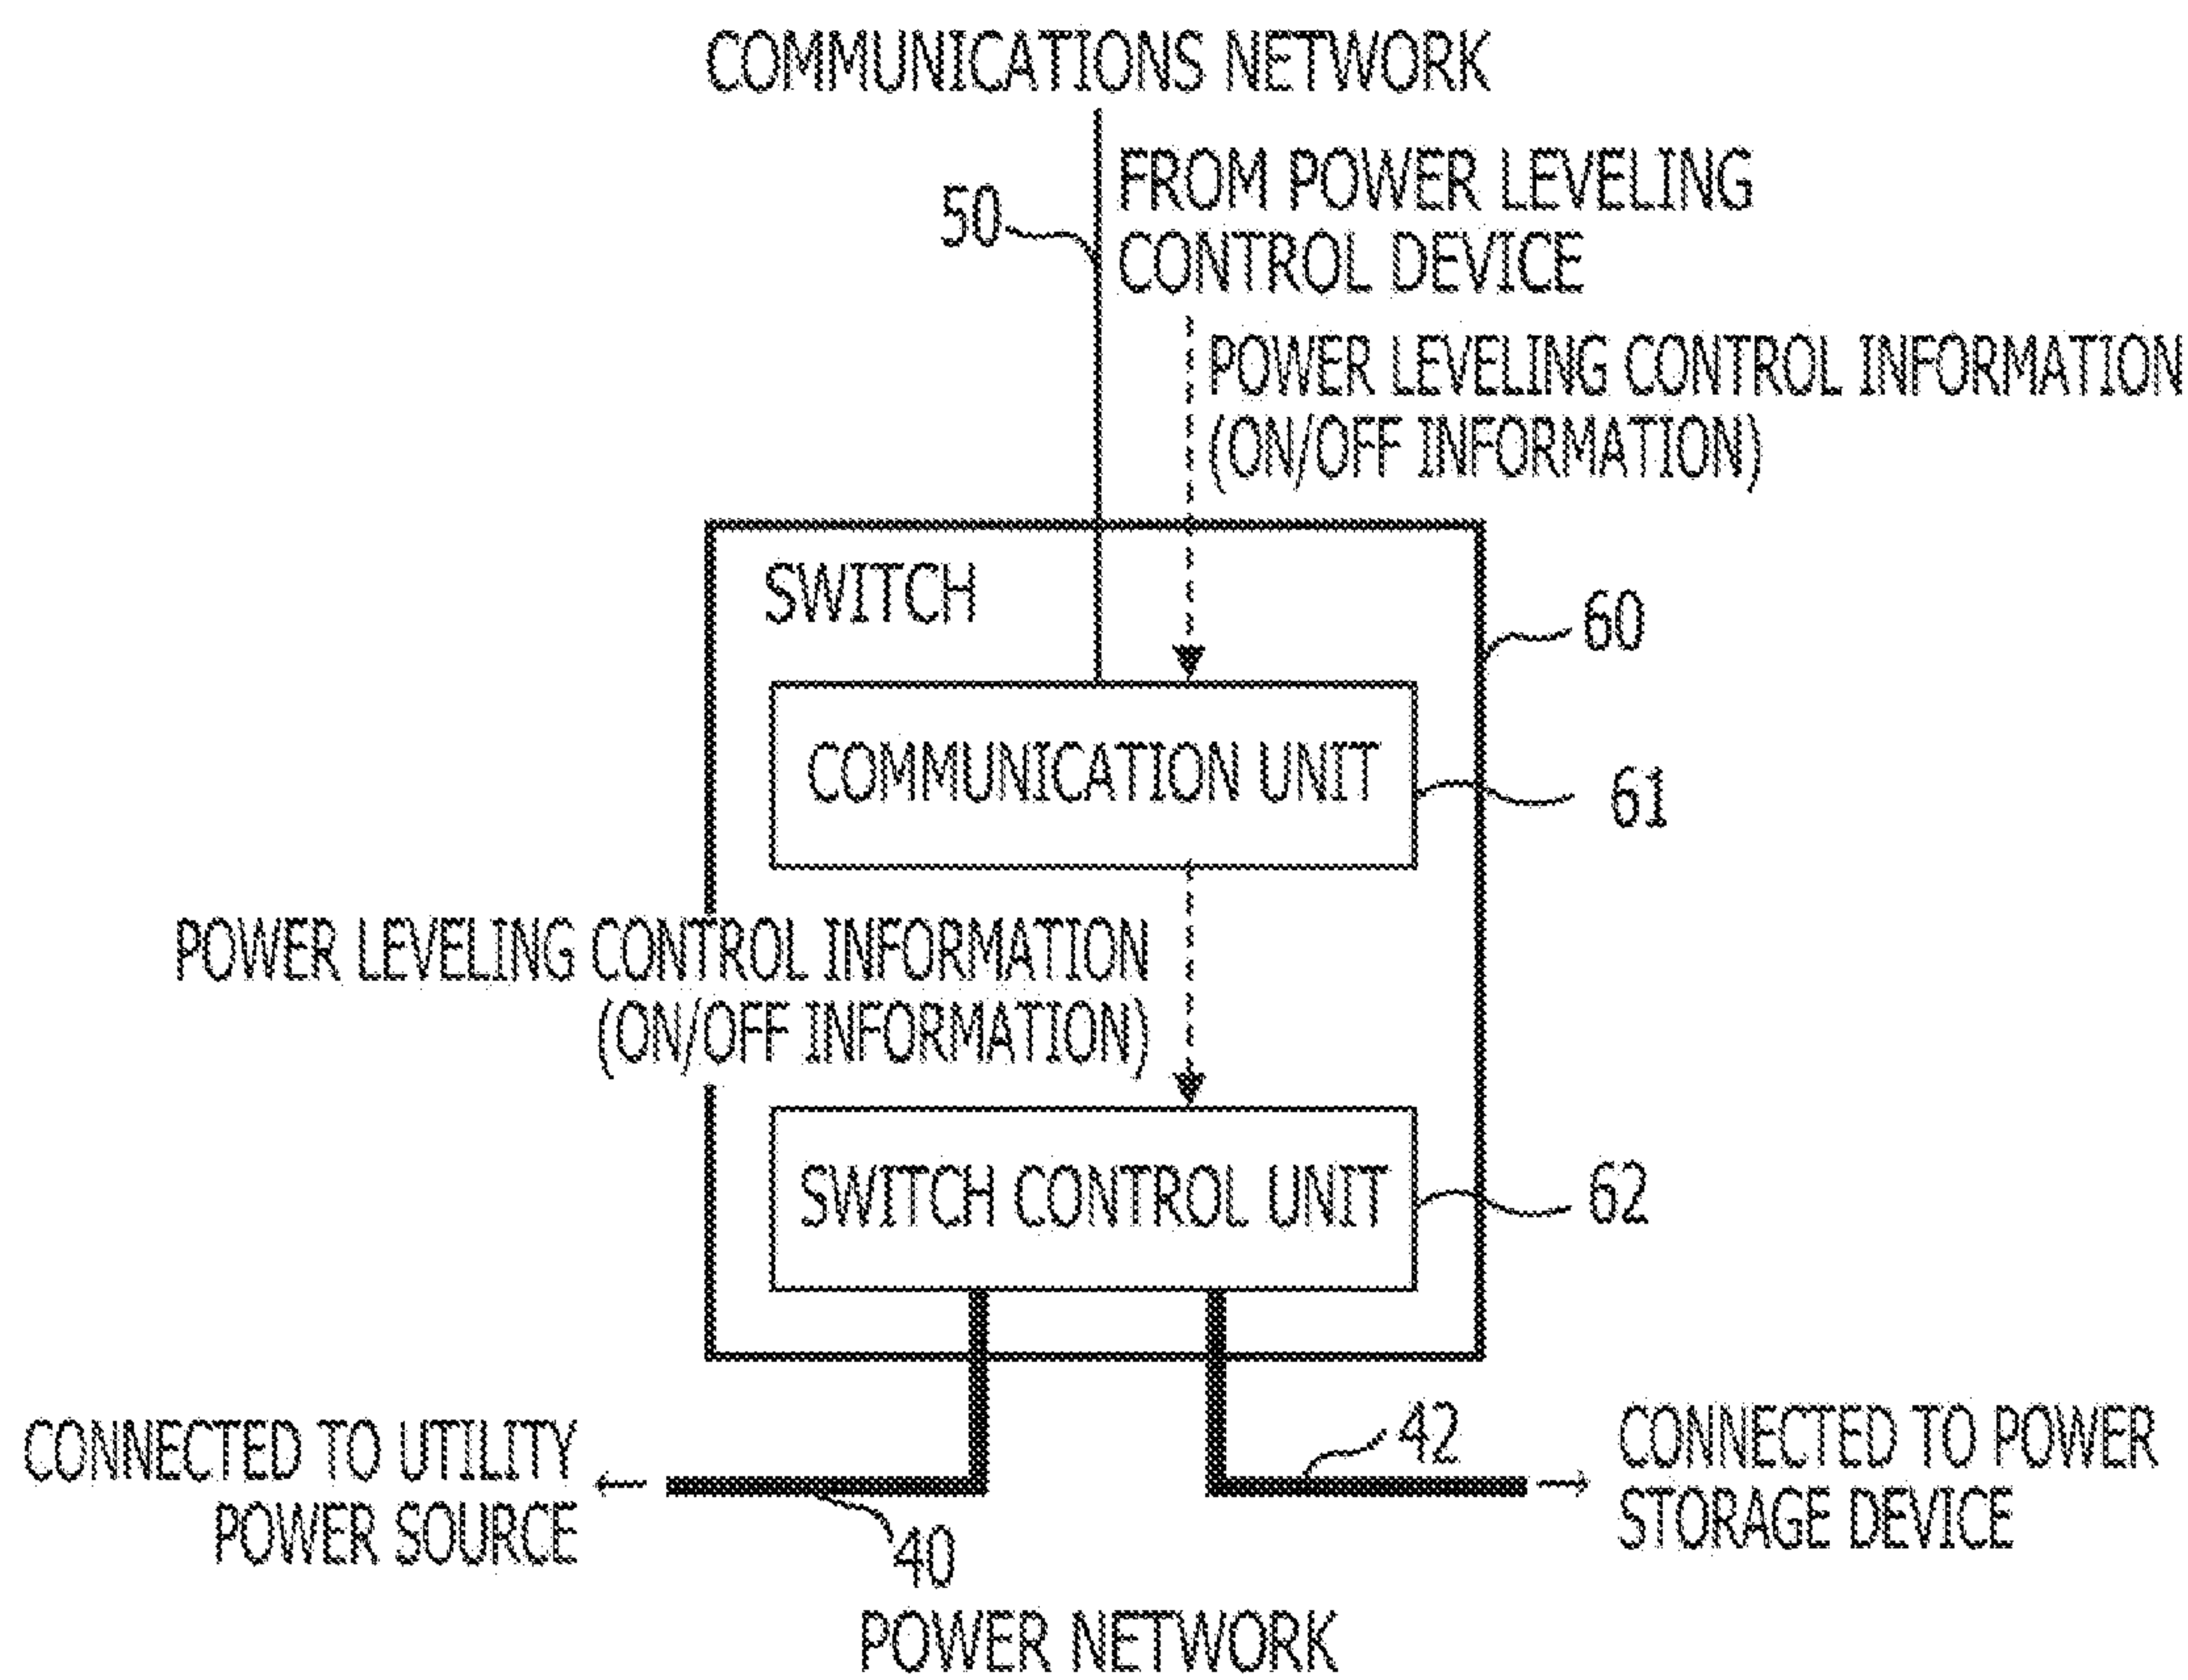 COMMUNICATIONS NETWORK
FROM POWER LEVELING
CONTROL DEVICE
50
POWER LEVELING CONTROL INFORMATION
(ON/OFF INFORMATION)
SWITCH
60
COMMUNICATION UNIT
61
POWER LEVELING CONTROL INFORMATION
(ON/OFF INFORMATION)
SWITCH CONTROL UNIT
62
CONNECTED TO UTILITY
POWER SOURCE
42
CONNECTED TO POWER
STORAGE DEVICE
40
POWER NETWORK